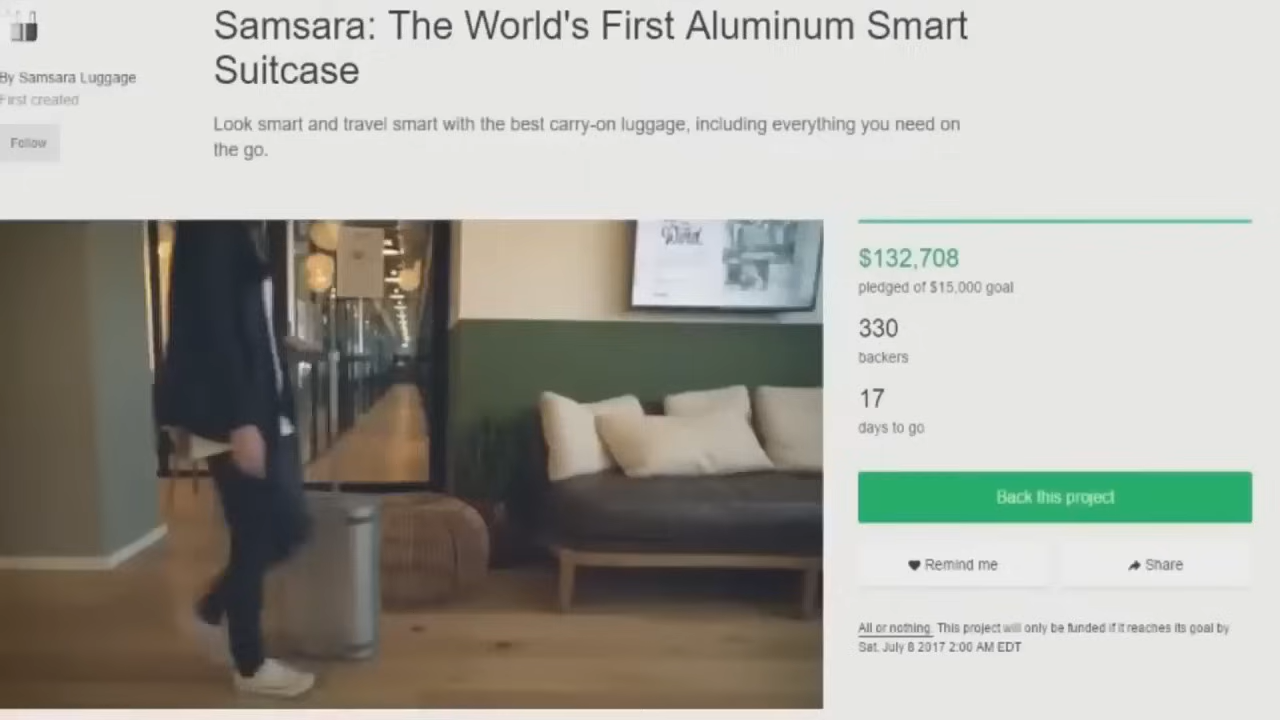 Samsara: The World's First Aluminum Smart
Suitcase
By Samsara Luggage
First created
Follow
Look smart and travel smart with the best carry-on luggage, including everything you need on
the go.
$132,708
pledged of $15,000 goal
330
backers
17
days to go
Back this project
Remind me
Share
All or nothing. This project will only be funded if it reaches its goal by
Sat, July 8 2017 2:00 AM EDT